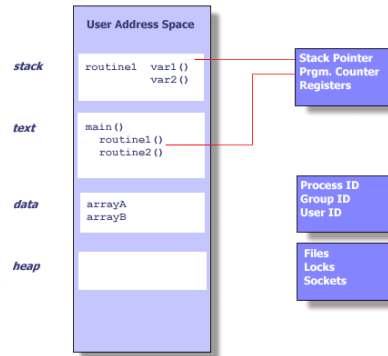 User Address Space
stack
routine1 var1()
var2()
text
main()
routine1()
routine2()
data
arrayA
arrayB
heap
Stack Pointer
Prgm. Counter
Registers
Process ID
Group ID
User ID
Files
Locks
Sockets